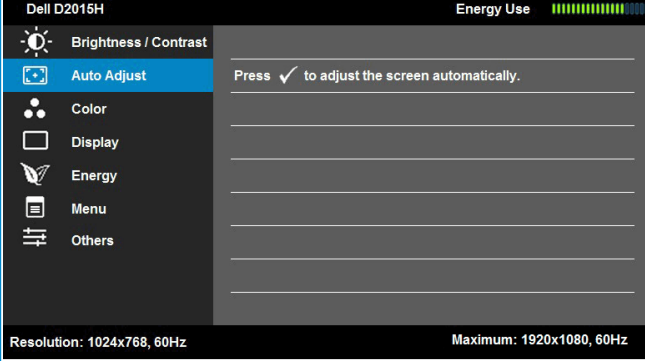 Dell D2015H Energy Use
Brightness / Contrast
Auto Adjust Press ✓ to adjust the screen automatically.
Color
Display
Energy
Menu
Others
Resolution: 1024x768, 60Hz Maximum: 1920x1080, 60Hz